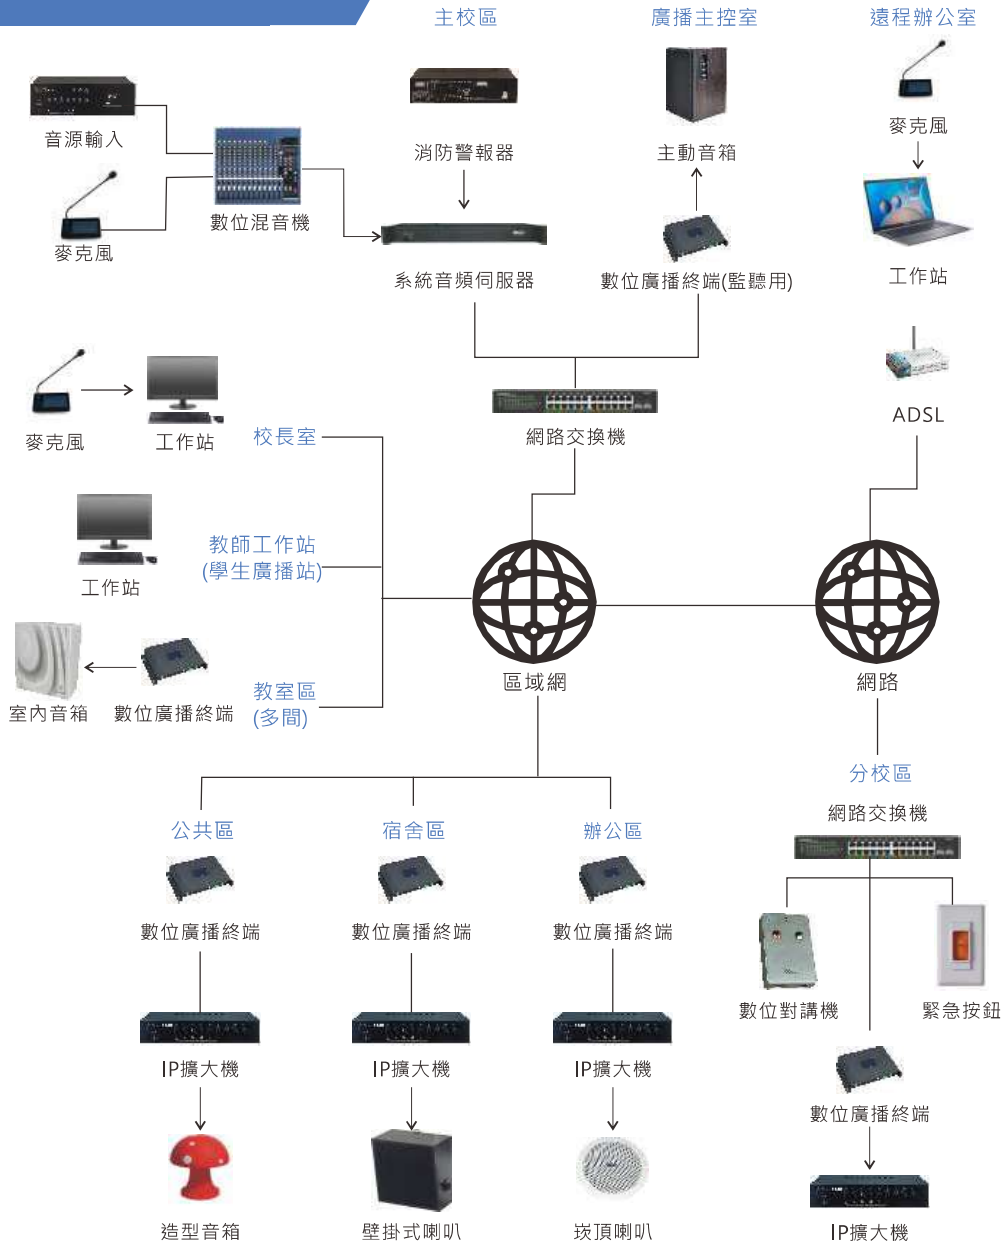 主校區
廣播主控室
遠程辦公室
音源輸入
麥克風
數位混音機
消防警報器
系統音頻伺服器
主動音箱
數位廣播終端(監聽用)
麥克風
工作站
ADSL
網路交換機
麥克風
工作站
校長室
工作站
教師工作站
(學生廣播站)
室內音箱
數位廣播終端
教室區
(多間)
區域網
網路
分校區
網路交換機
公共區
宿舍區
辦公區
數位廣播終端
數位廣播終端
數位廣播終端
數位對講機
緊急按鈕
IP擴大機
IP擴大機
IP擴大機
數位廣播終端
造型音箱
壁掛式喇叭
崁頂喇叭
IP擴大機